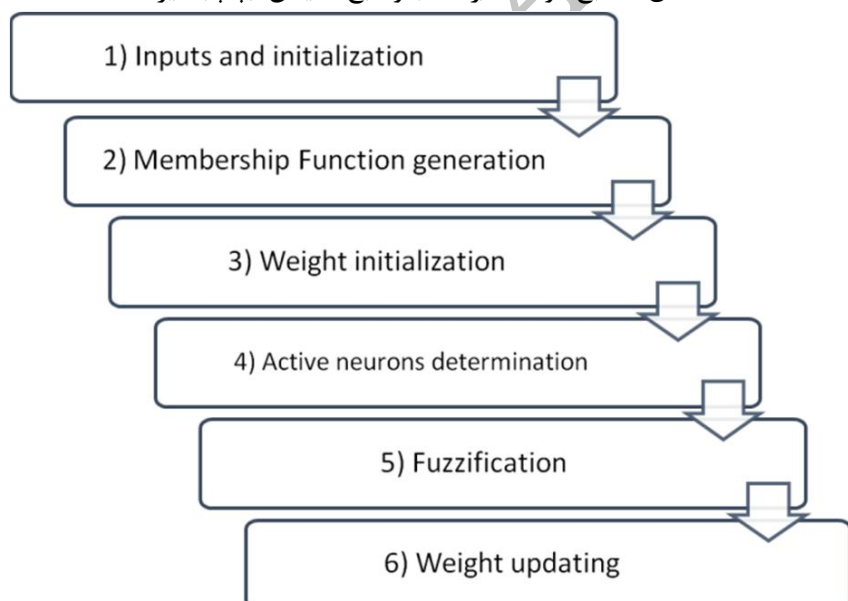 1) Inputs and initialization
2) Membership Function generation
3) Weight initialization
4) Active neurons determination
5) Fuzzification
6) Weight updating